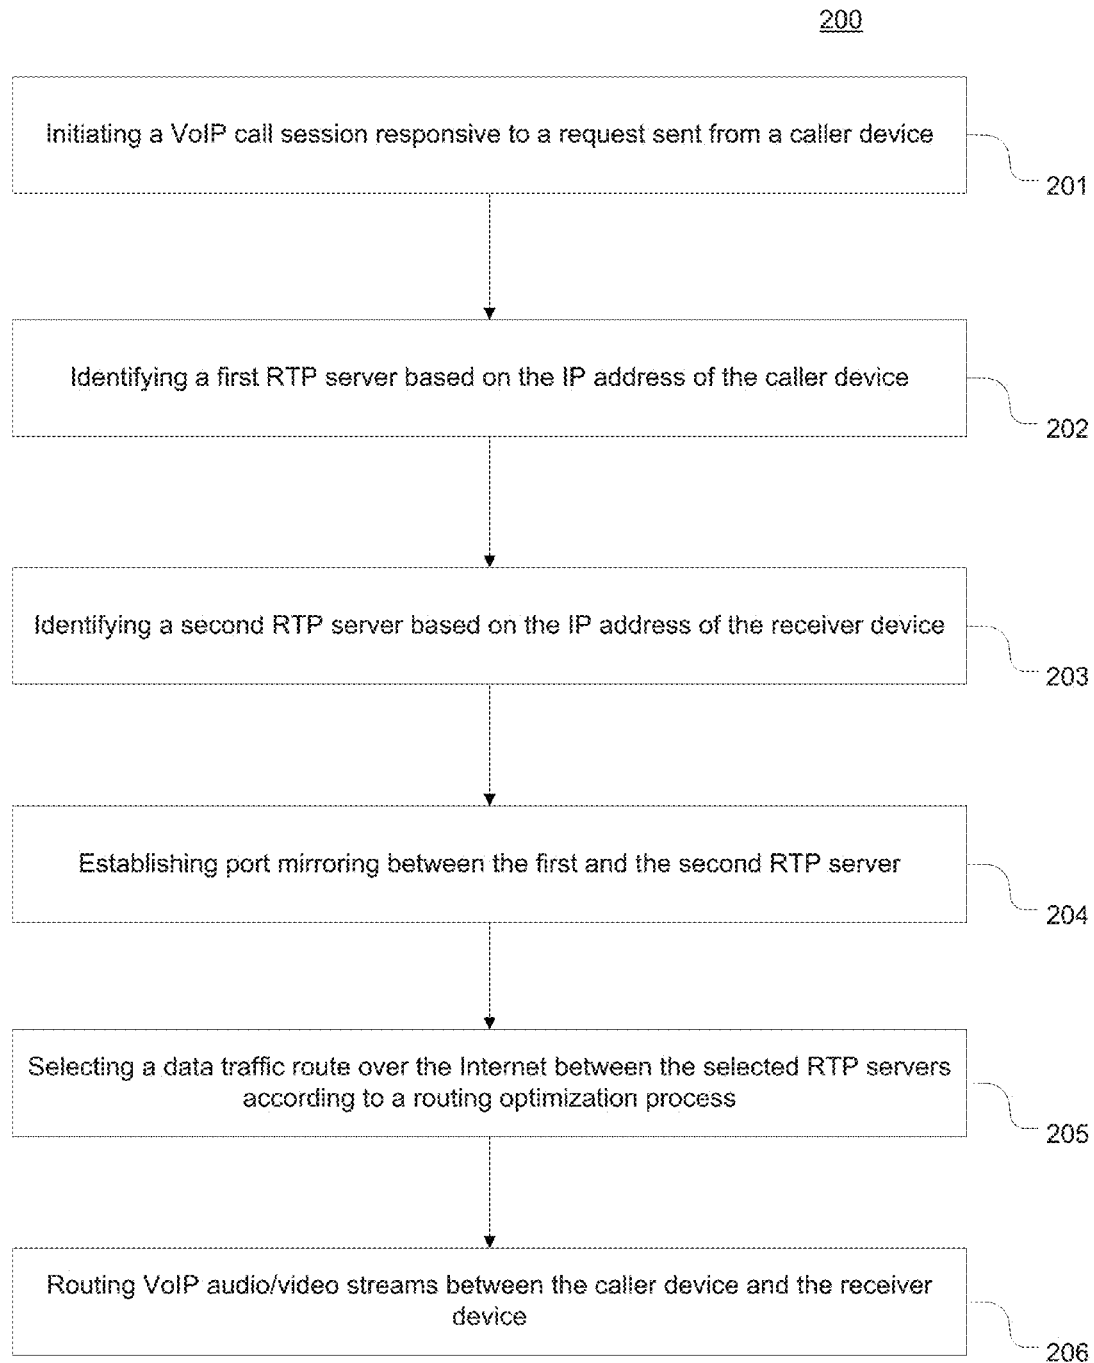 200
Initiating a VoIP call session responsive to a request sent from a caller device
201
Identifying a first RTP server based on the IP address of the caller device
202
Identifying a second RTP server based on the IP address of the receiver device
203
Establishing port mirroring between the first and the second RTP server
204
Selecting a data traffic route over the Internet between the selected RTP servers
according to a routing optimization process
205
Routing VoIP audio/video streams between the caller device and the receiver
device
206